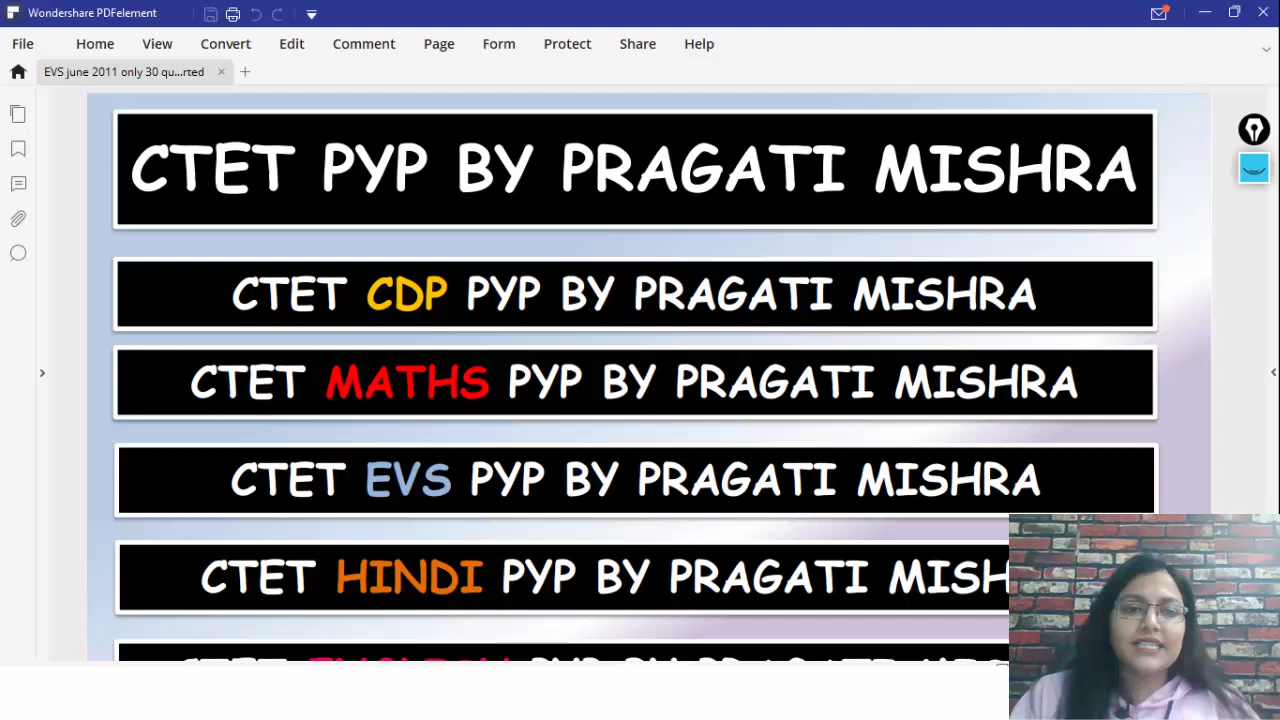 Wondershare PDFelement
File Home View Convert Edit Comment Page Form Protect Share Help
EVS june 2011 only 30 qu...rted
CTET PYP BY PRAGATI MISHRA
CTET CDP PYP BY PRAGATI MISHRA
CTET MATHS PYP BY PRAGATI MISHRA
CTET EVS PYP BY PRAGATI MISHRA
CTET HINDI PYP BY PRAGATI MISH